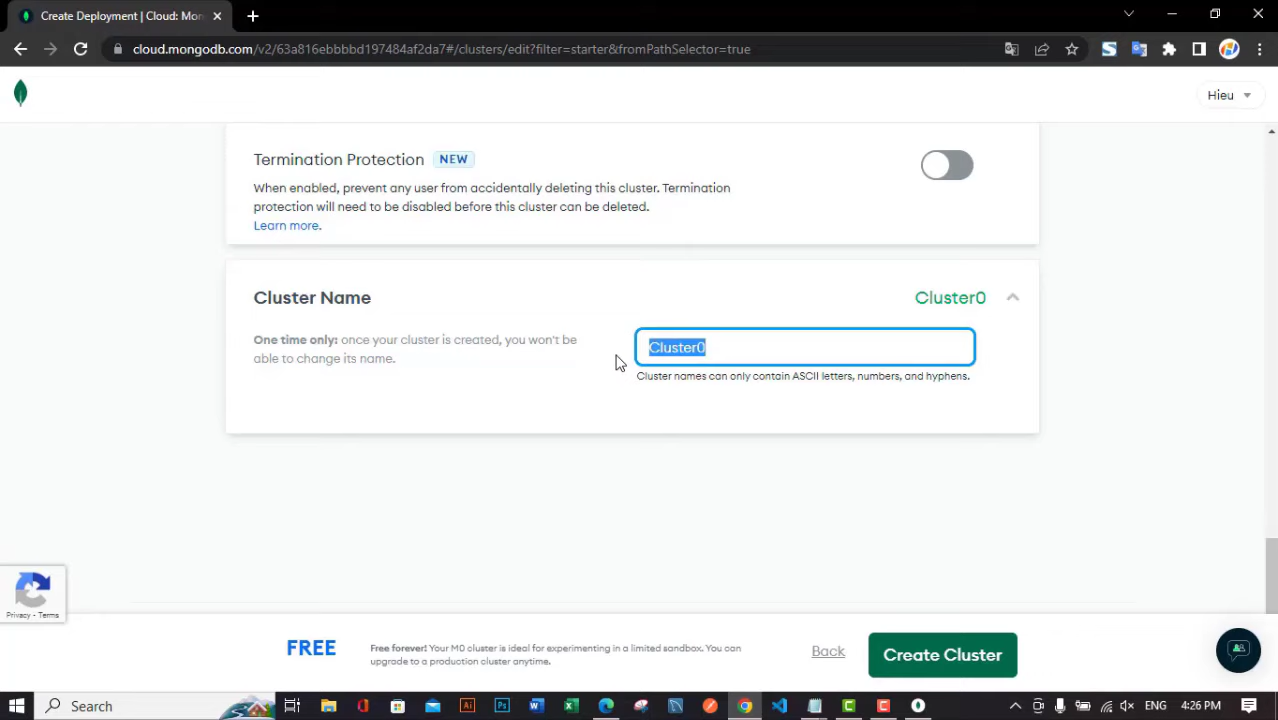 Create Deployment | Cloud: Mon
cloud.mongodb.com/v2/63a816ebbbbd197484af2da7#/clusters/edit?filter=starter&fromPathSelector=true
Hieu
Termination Protection NEW
When enabled, prevent any user from accidentally deleting this cluster. Termination
protection will need to be disabled before this cluster can be deleted.
Learn more.
Cluster Name
Cluster0
One time only: once your cluster is created, you won't be
able to change its name.
Cluster0
Cluster names can only contain ASCII letters, numbers, and hyphens.
Privacy - Terms
FREE
Free forever! Your M0 cluster is ideal for experimenting in a limited sandbox. You can
upgrade to a production cluster anytime.
Back
Create Cluster
Search
ENG
4:26 PM